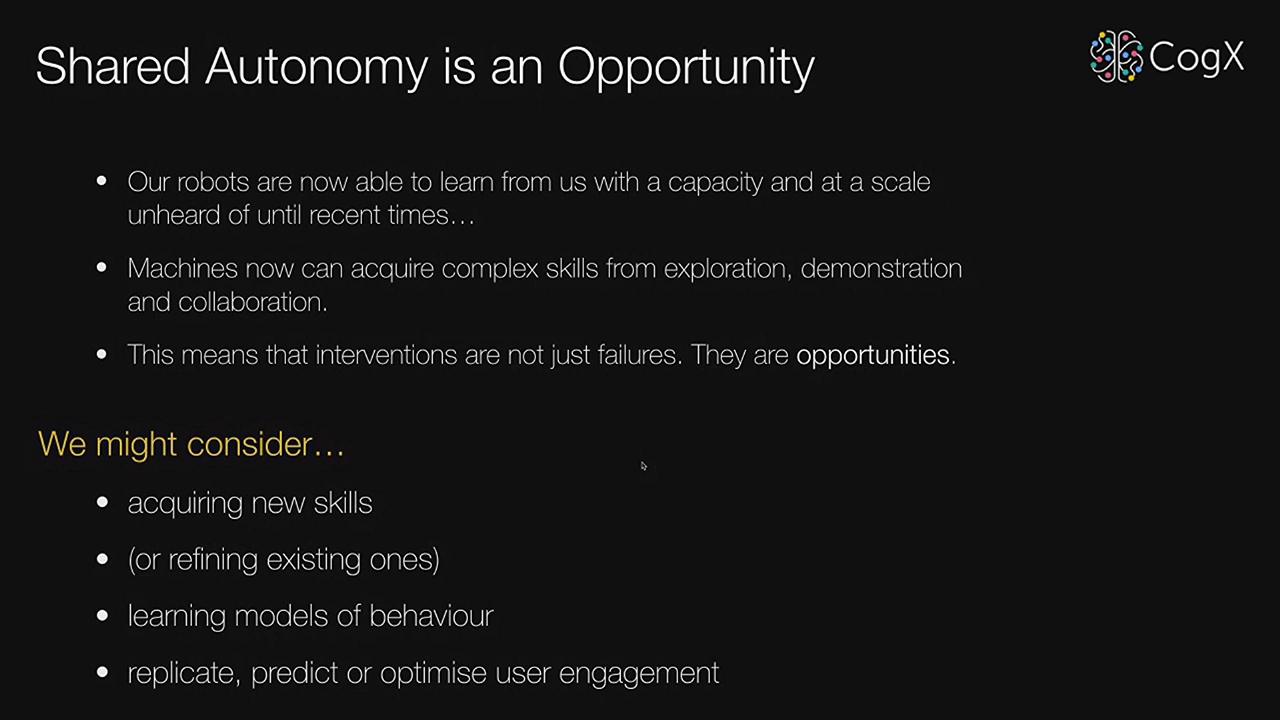 Shared Autonomy is an Opportunity
CogX
• Our robots are now able to learn from us with a capacity and at a scale
unheard of until recent times…
• Machines now can acquire complex skills from exploration, demonstration
and collaboration.
• This means that interventions are not just failures. They are opportunities.
We might consider…
• acquiring new skills
• (or refining existing ones)
• learning models of behaviour
• replicate, predict or optimise user engagement